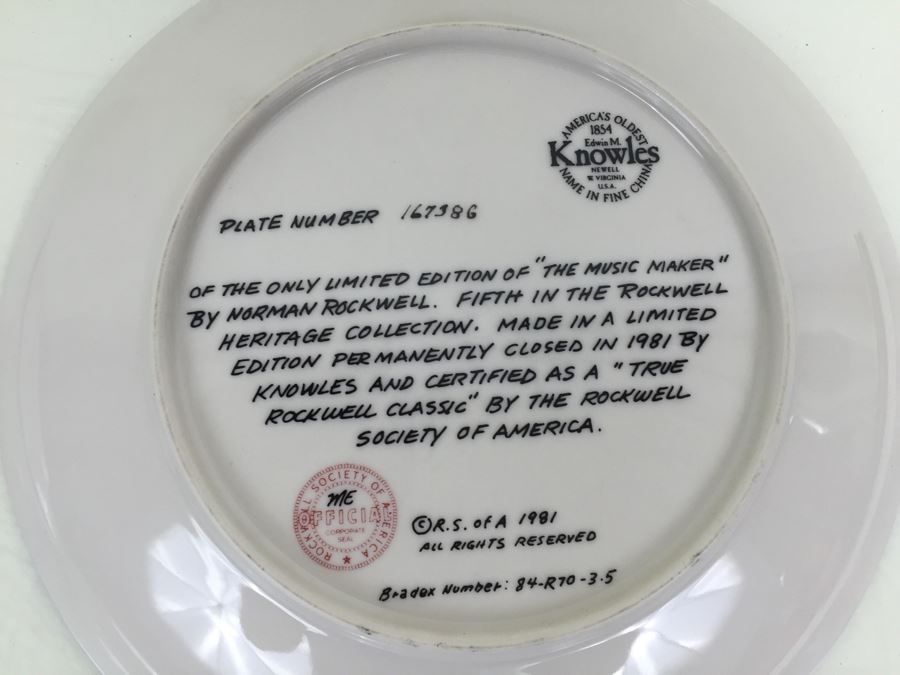 AMERICA'S OLDEST
1854
Edwin M.
Knowles
NEWELL
W VIRGINIA
U.S.A.
NAME IN FINE CHINA
PLATE NUMBER 167386
OF THE ONLY LIMITED EDITION OF "THE MUSIC MAKER"
BY NORMAN ROCKWELL. FIFTH IN THE ROCKWELL
HERITAGE COLLECTION. MADE IN A LIMITED
EDITION PERMANENTLY CLOSED IN 1981 BY
KNOWLES AND CERTIFIED AS A "TRUE
ROCKWELL CLASSIC" BY THE ROCKWELL
SOCIETY OF AMERICA.
ROCKWELL SOCIETY OF AMERICA
ME
OFFICIAL
CORPORATE
SEAL
©R.S. of A 1981
ALL RIGHTS RESERVED
Bradex Number: 84-R70-3.5